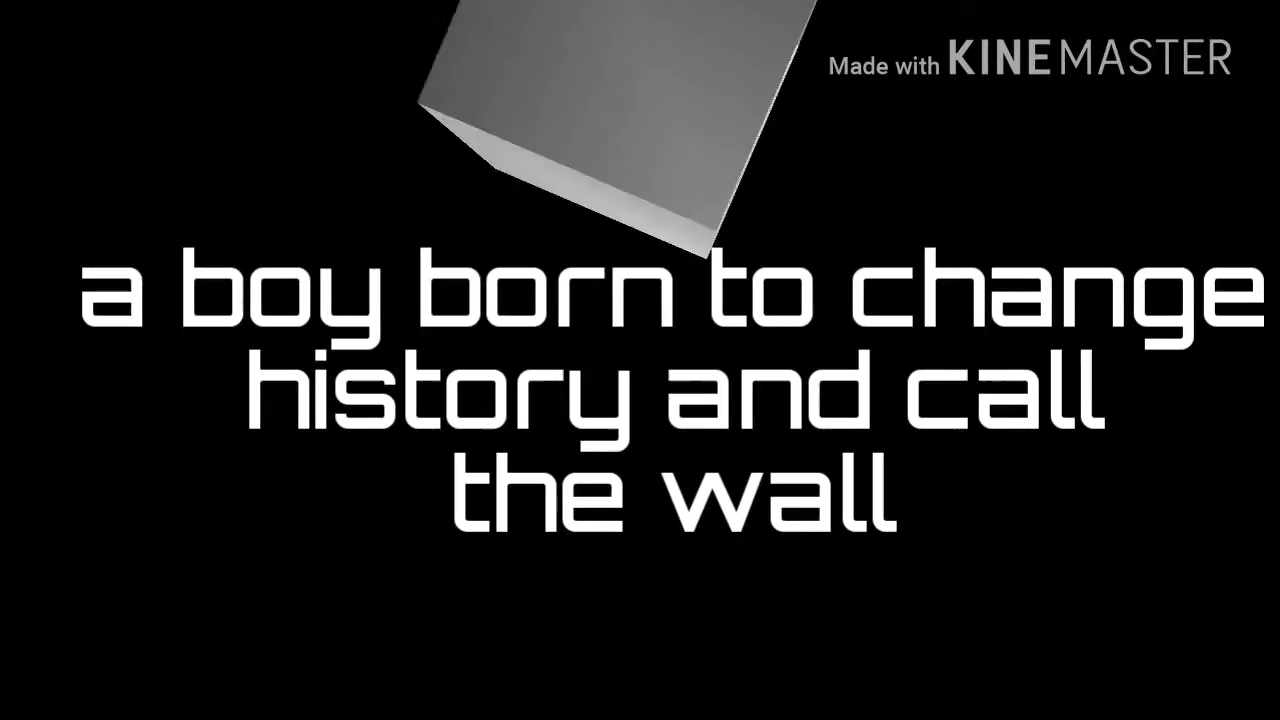 Made with KINEMASTER
a boy born to change
history and call
the wall